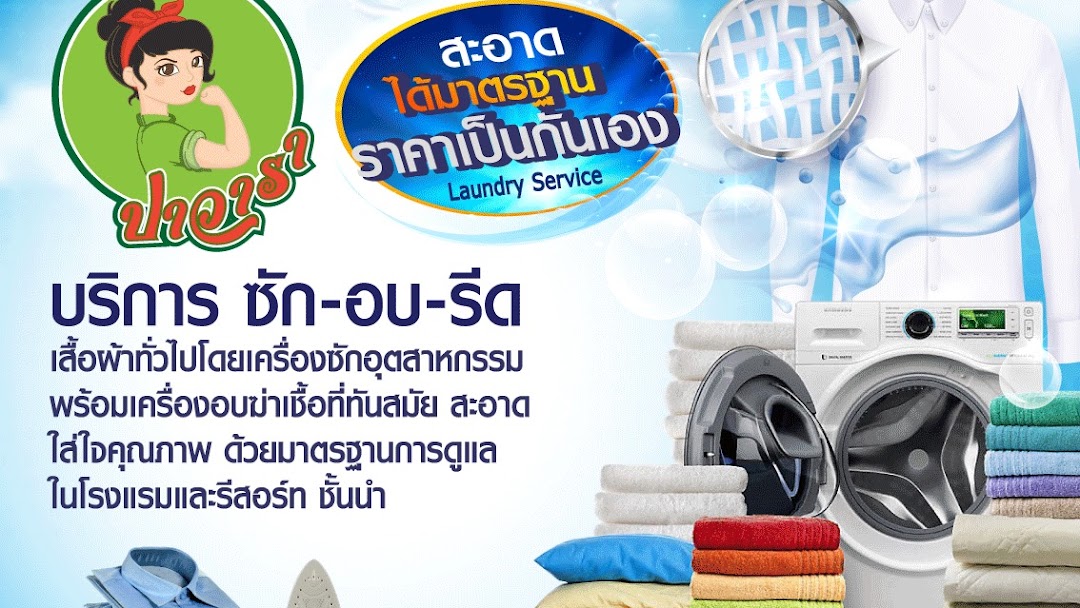 ปาวารา
สะอาด
ได้มาตรฐาน
ราคาเป็นกันเอง
Laundry Service
บริการ ซัก-อบ-รีด
เสื้อผ้าทั่วไปโดยเครื่องซักอุตสาหกรรม
พร้อมเครื่องอบฆ่าเชื้อที่ทันสมัย สะอาด
ใส่ใจคุณภาพ ด้วยมาตรฐานการดูแล
ในโรงแรมและรีสอร์ท ชั้นนำ
SAMSUNG